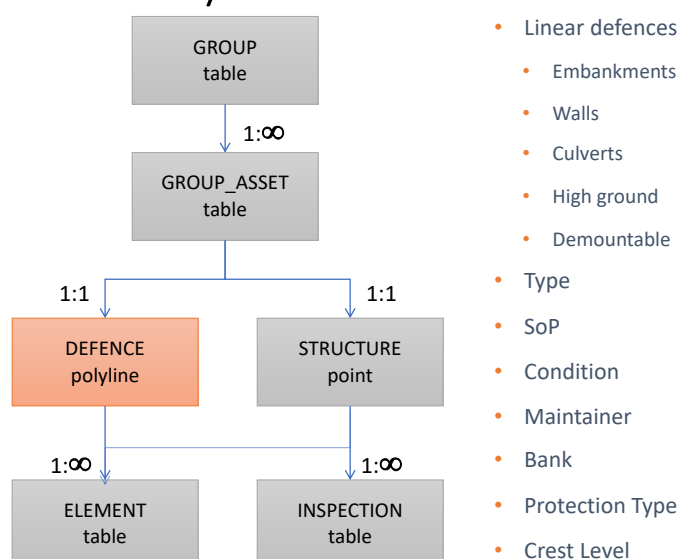 GROUP
table
1:∞
GROUP_ASSET
table
1:1
1:1
DEFENCE
polyline
STRUCTURE
point
1:∞
1:∞
ELEMENT
table
INSPECTION
table
• Linear defences
• Embankments
• Walls
• Culverts
• High ground
• Demountable
• Type
• SoP
• Condition
• Maintainer
• Bank
• Protection Type
• Crest Level